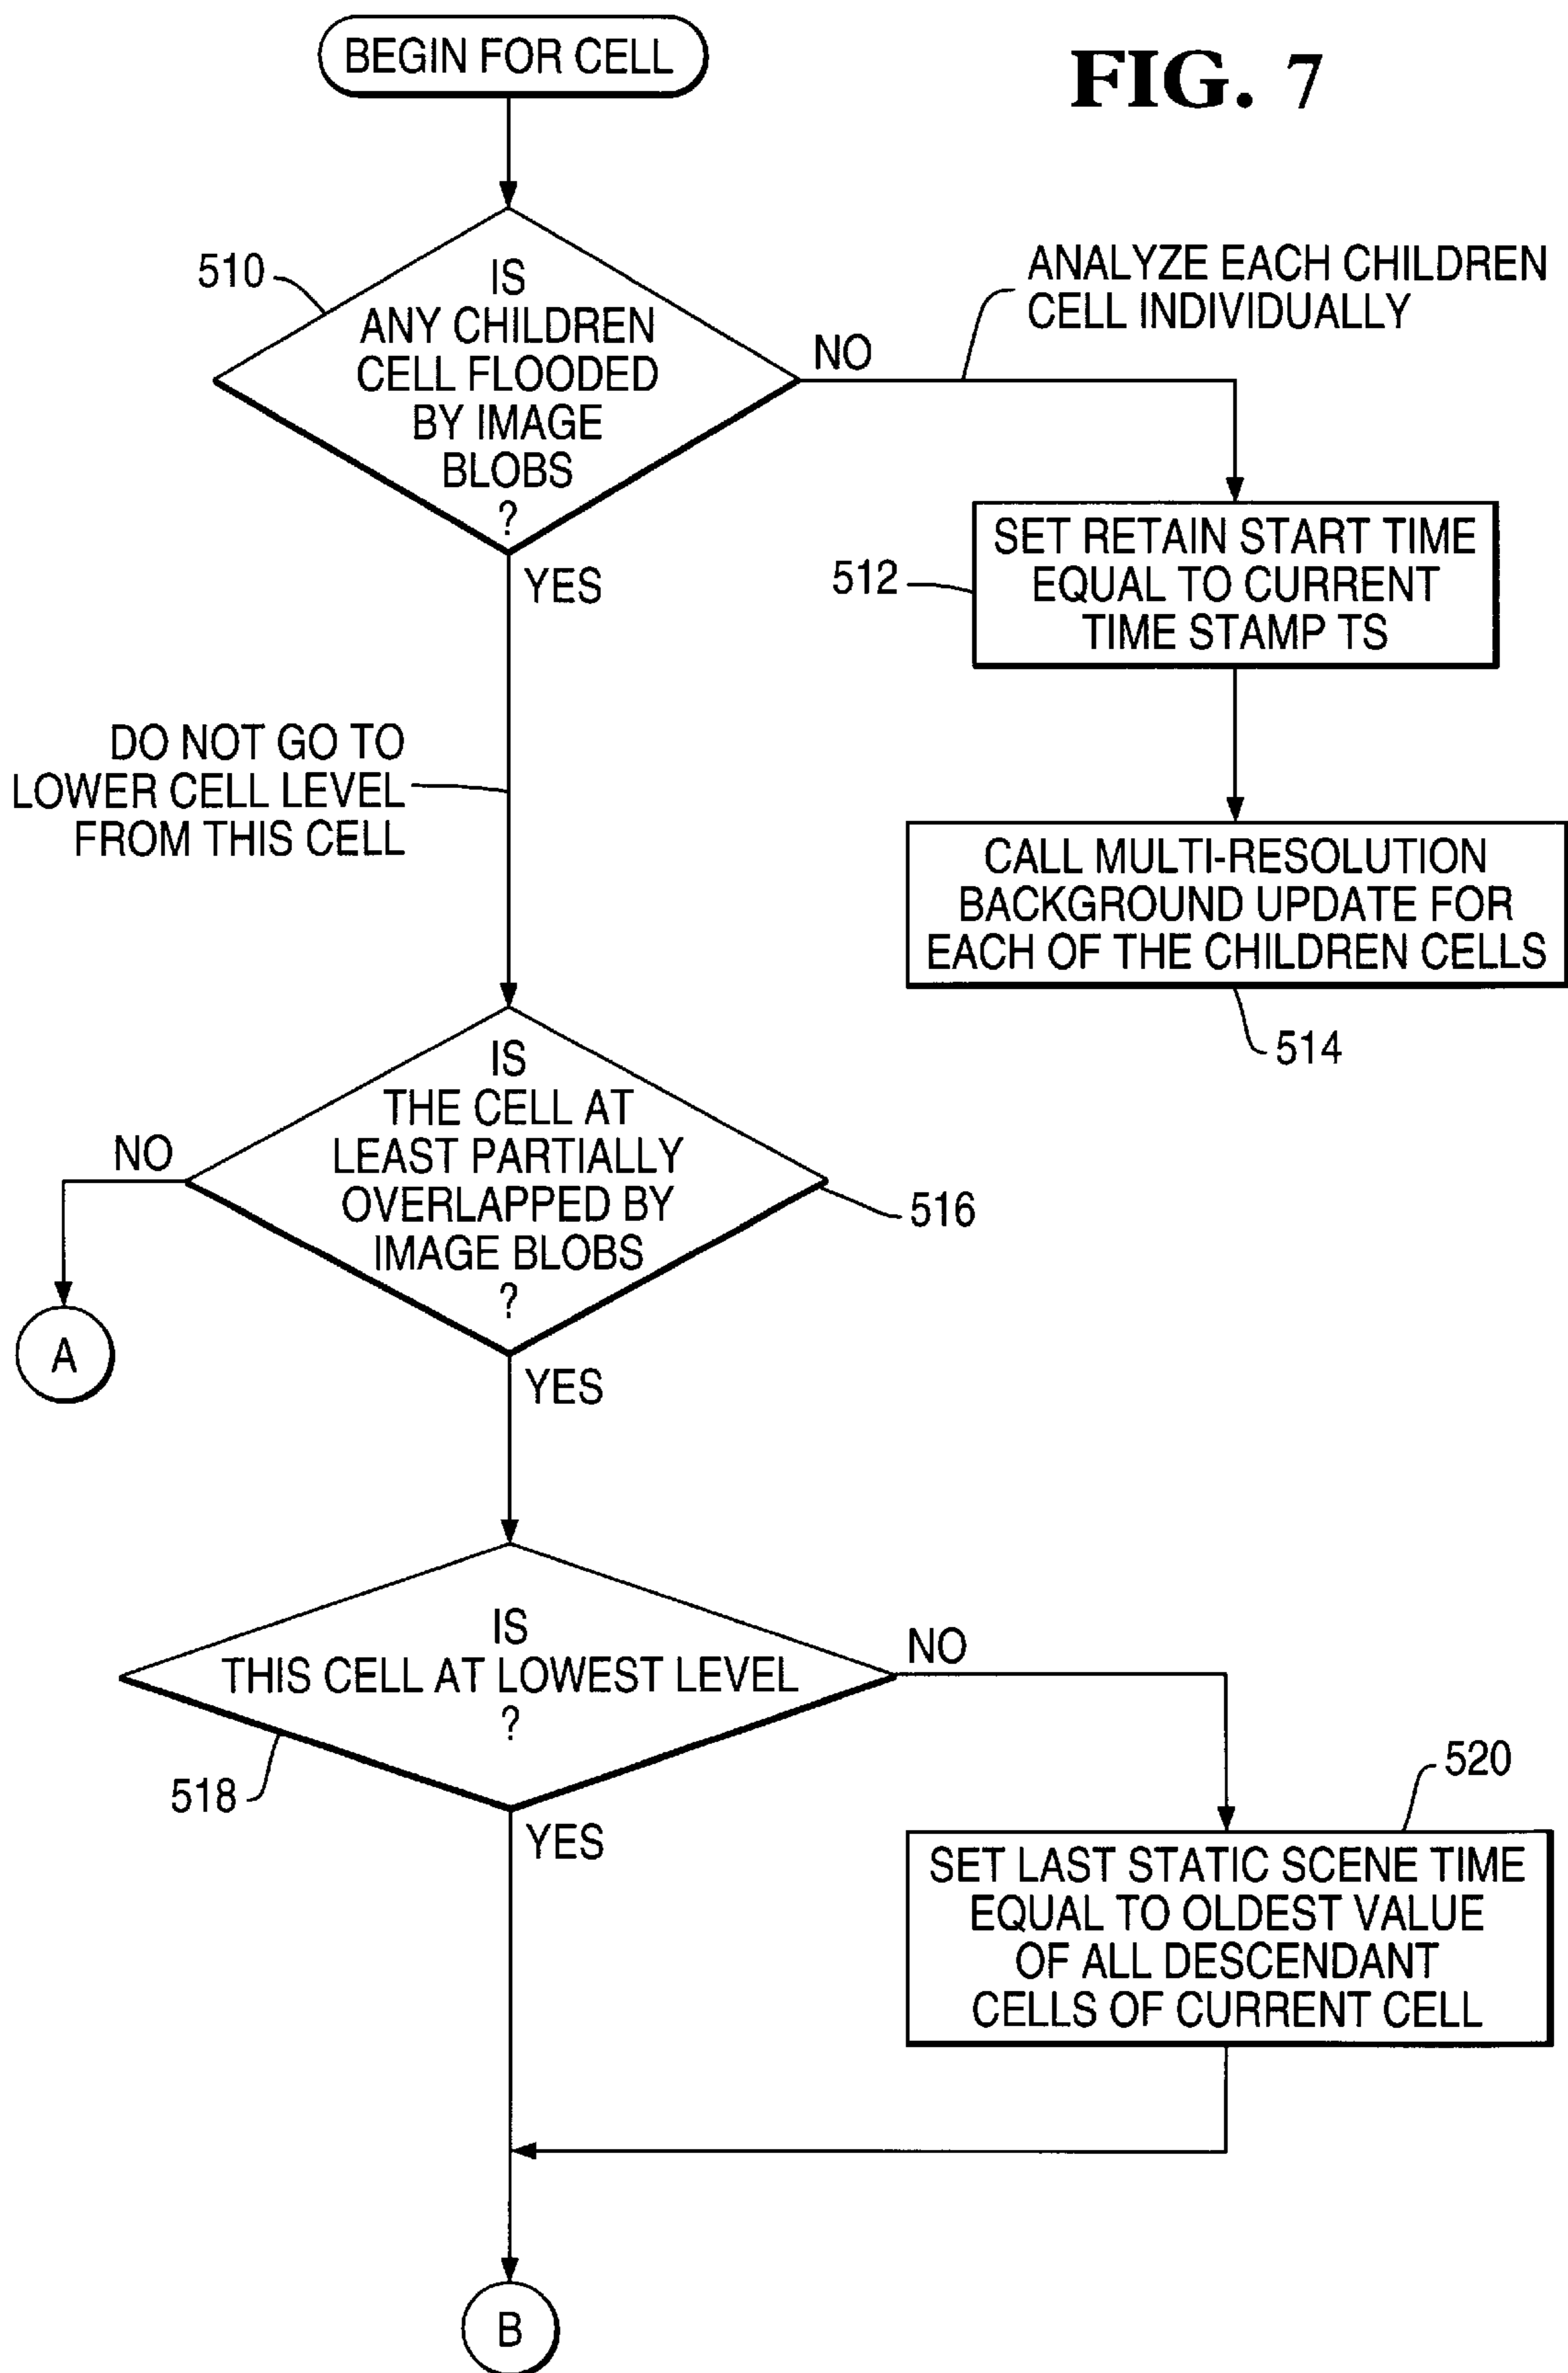 BEGIN FOR CELL
FIG. 7
510
IS
ANY CHILDREN
CELL FLOODED
BY IMAGE
BLOBS
?
NO
ANALYZE EACH CHILDREN
CELL INDIVIDUALLY
YES
512
SET RETAIN START TIME
EQUAL TO CURRENT
TIME STAMP TS
DO NOT GO TO
LOWER CELL LEVEL
FROM THIS CELL
CALL MULTI-RESOLUTION
BACKGROUND UPDATE FOR
EACH OF THE CHILDREN CELLS
514
IS
THE CELL AT
LEAST PARTIALLY
OVERLAPPED BY
IMAGE BLOBS
?
NO
516
A
YES
IS
THIS CELL AT LOWEST LEVEL
?
NO
518
YES
520
SET LAST STATIC SCENE TIME
EQUAL TO OLDEST VALUE
OF ALL DESCENDANT
CELLS OF CURRENT CELL
B